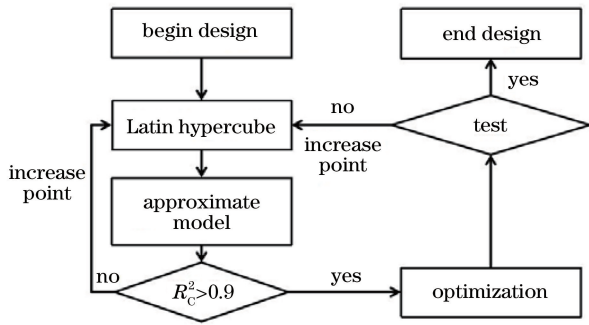 begin design
end design
yes
no
Latin hypercube
test
increase
point
increase
point
approximate
model
no
R_C^2>0.9
yes
optimization